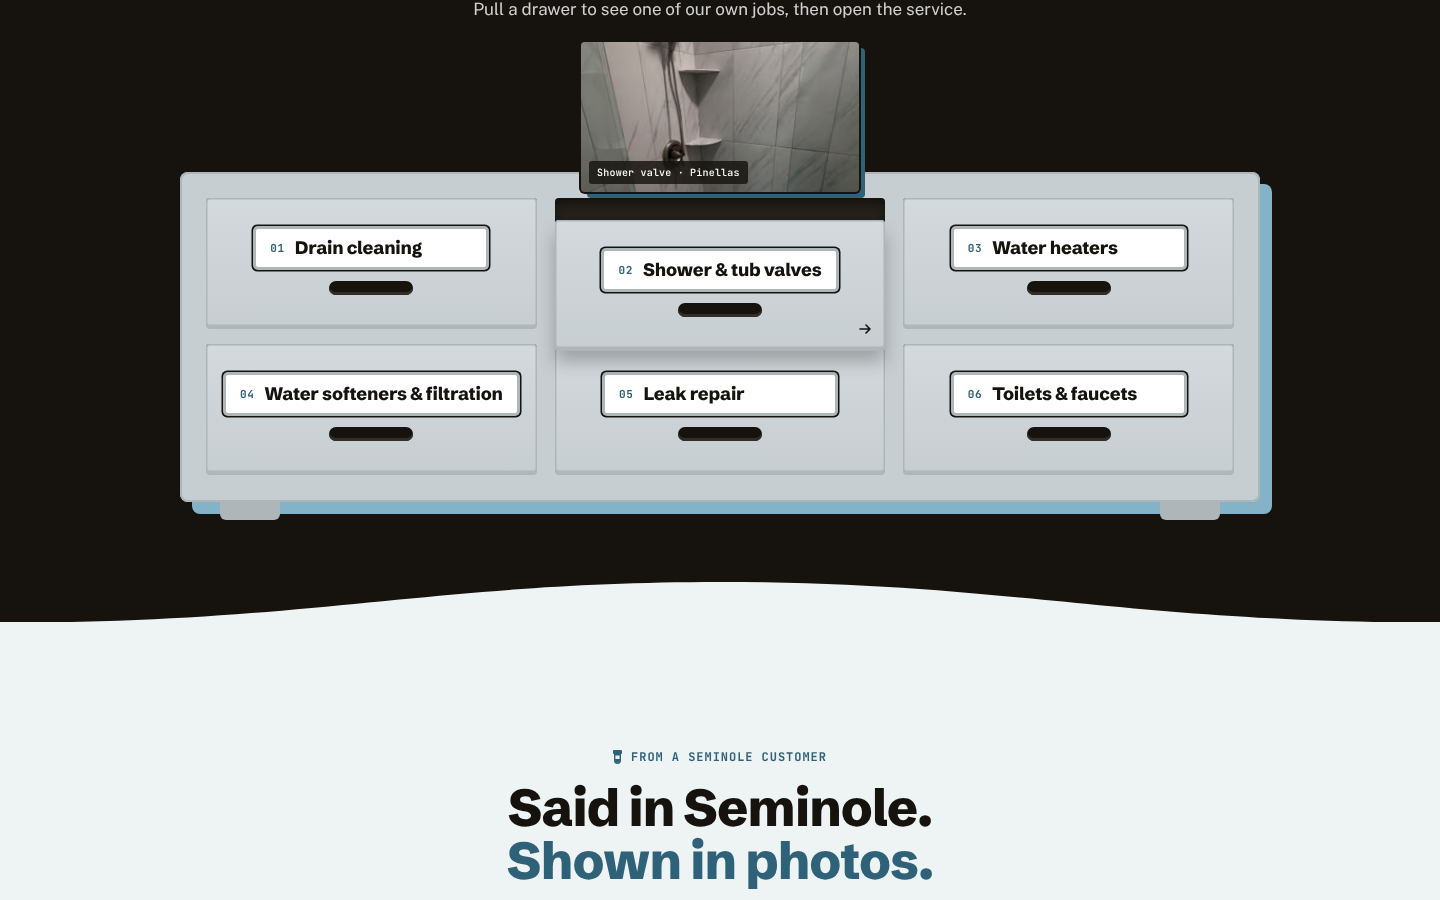 Pull a drawer to see one of our own jobs, then open the service.
Shower valve · Pinellas
01 Drain cleaning
02 Shower & tub valves
03 Water heaters
04 Water softeners & filtration
05 Leak repair
06 Toilets & faucets
FROM A SEMINOLE CUSTOMER
Said in Seminole.
Shown in photos.